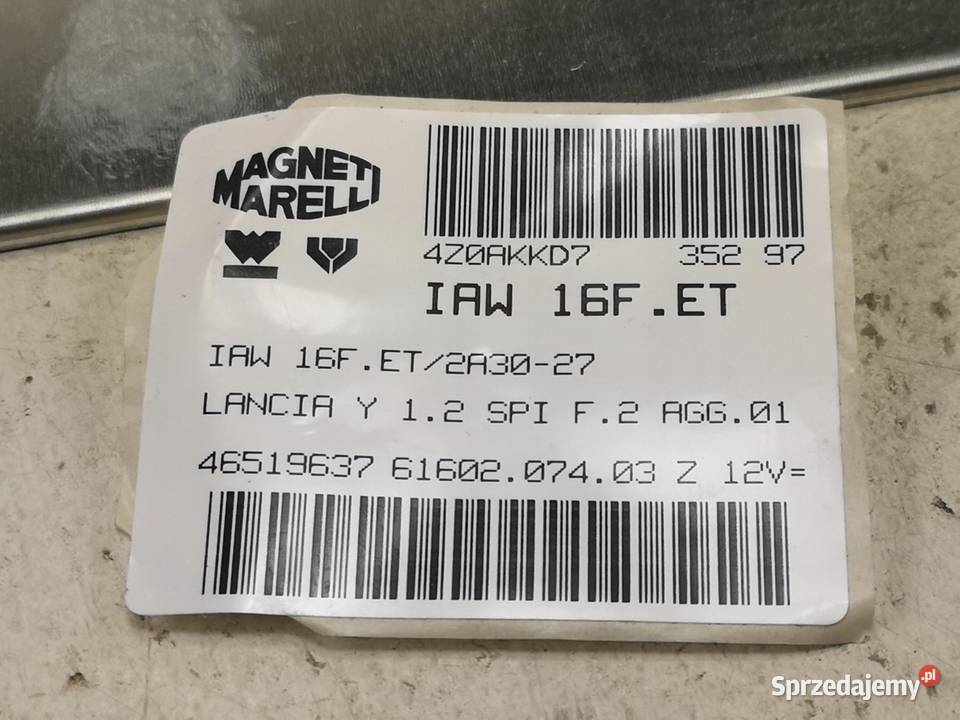 MAGNETI
MARELLI
4Z0AKKD7 352 97
IAW 16F.ET
IAW 16F.ET/2A30-27
LANCIA Y 1.2 SPI F.2 AGG.01
46519637 61602.074.03 Z 12V=
Sprzedajemy.pl